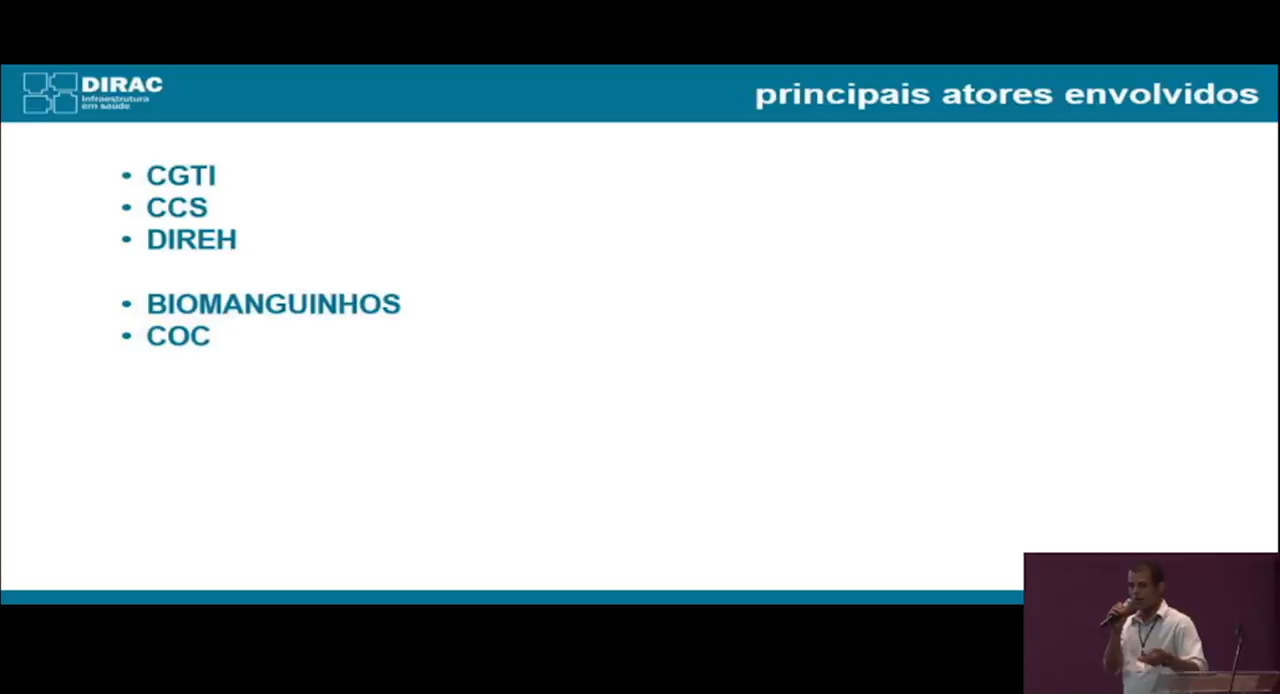 DIRAC
Infraestrutura
em saúde
principais atores envolvidos
• CGTI
• CCS
• DIREH
• BIOMANGUINHOS
• COC